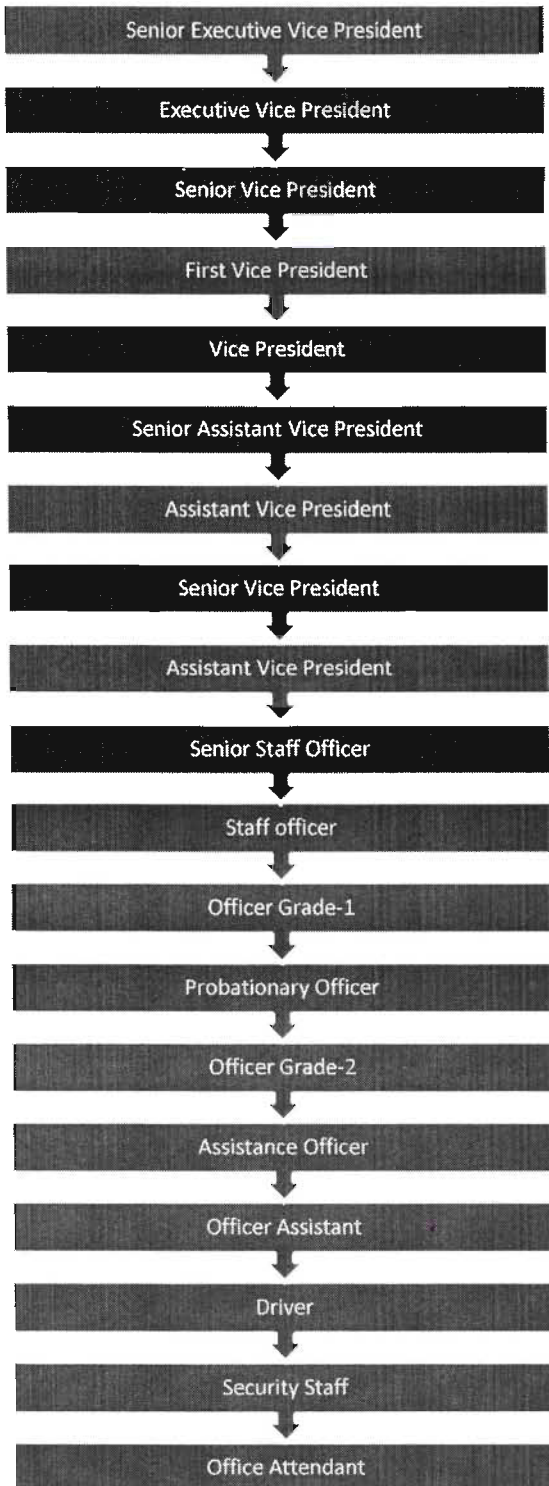 Senior Executive Vice President
Executive Vice President
Senior Vice President
First Vice President
Vice President
Senior Assistant Vice President
Assistant Vice President
Senior Vice President
Assistant Vice President
Senior Staff Officer
Staff officer
Officer Grade-1
Probationary Officer
Officer Grade-2
Assistance Officer
Officer Assistant
Driver
Security Staff
Office Attendant